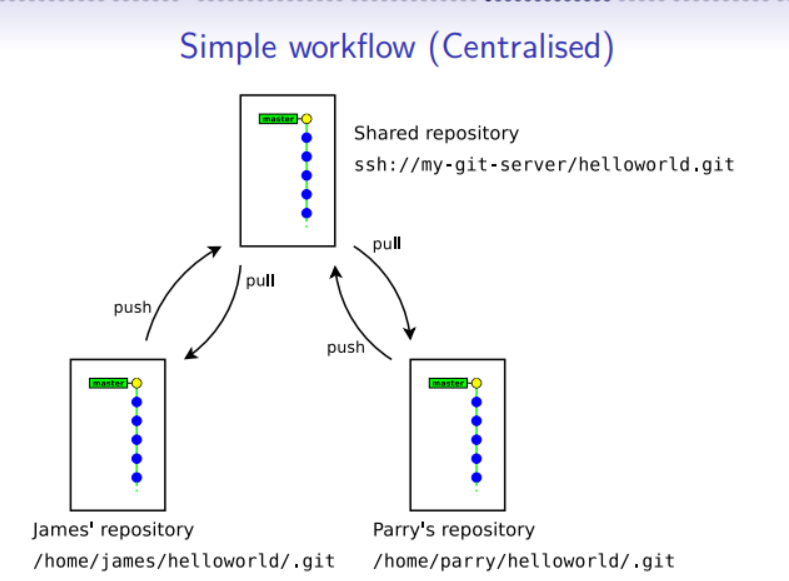 Simple workflow (Centralised)
master
Shared repository
ssh://my-git-server/helloworld.git
pull
pull
push
push
master
master
James' repository
/home/james/helloworld/.git
Parry's repository
/home/parry/helloworld/.git